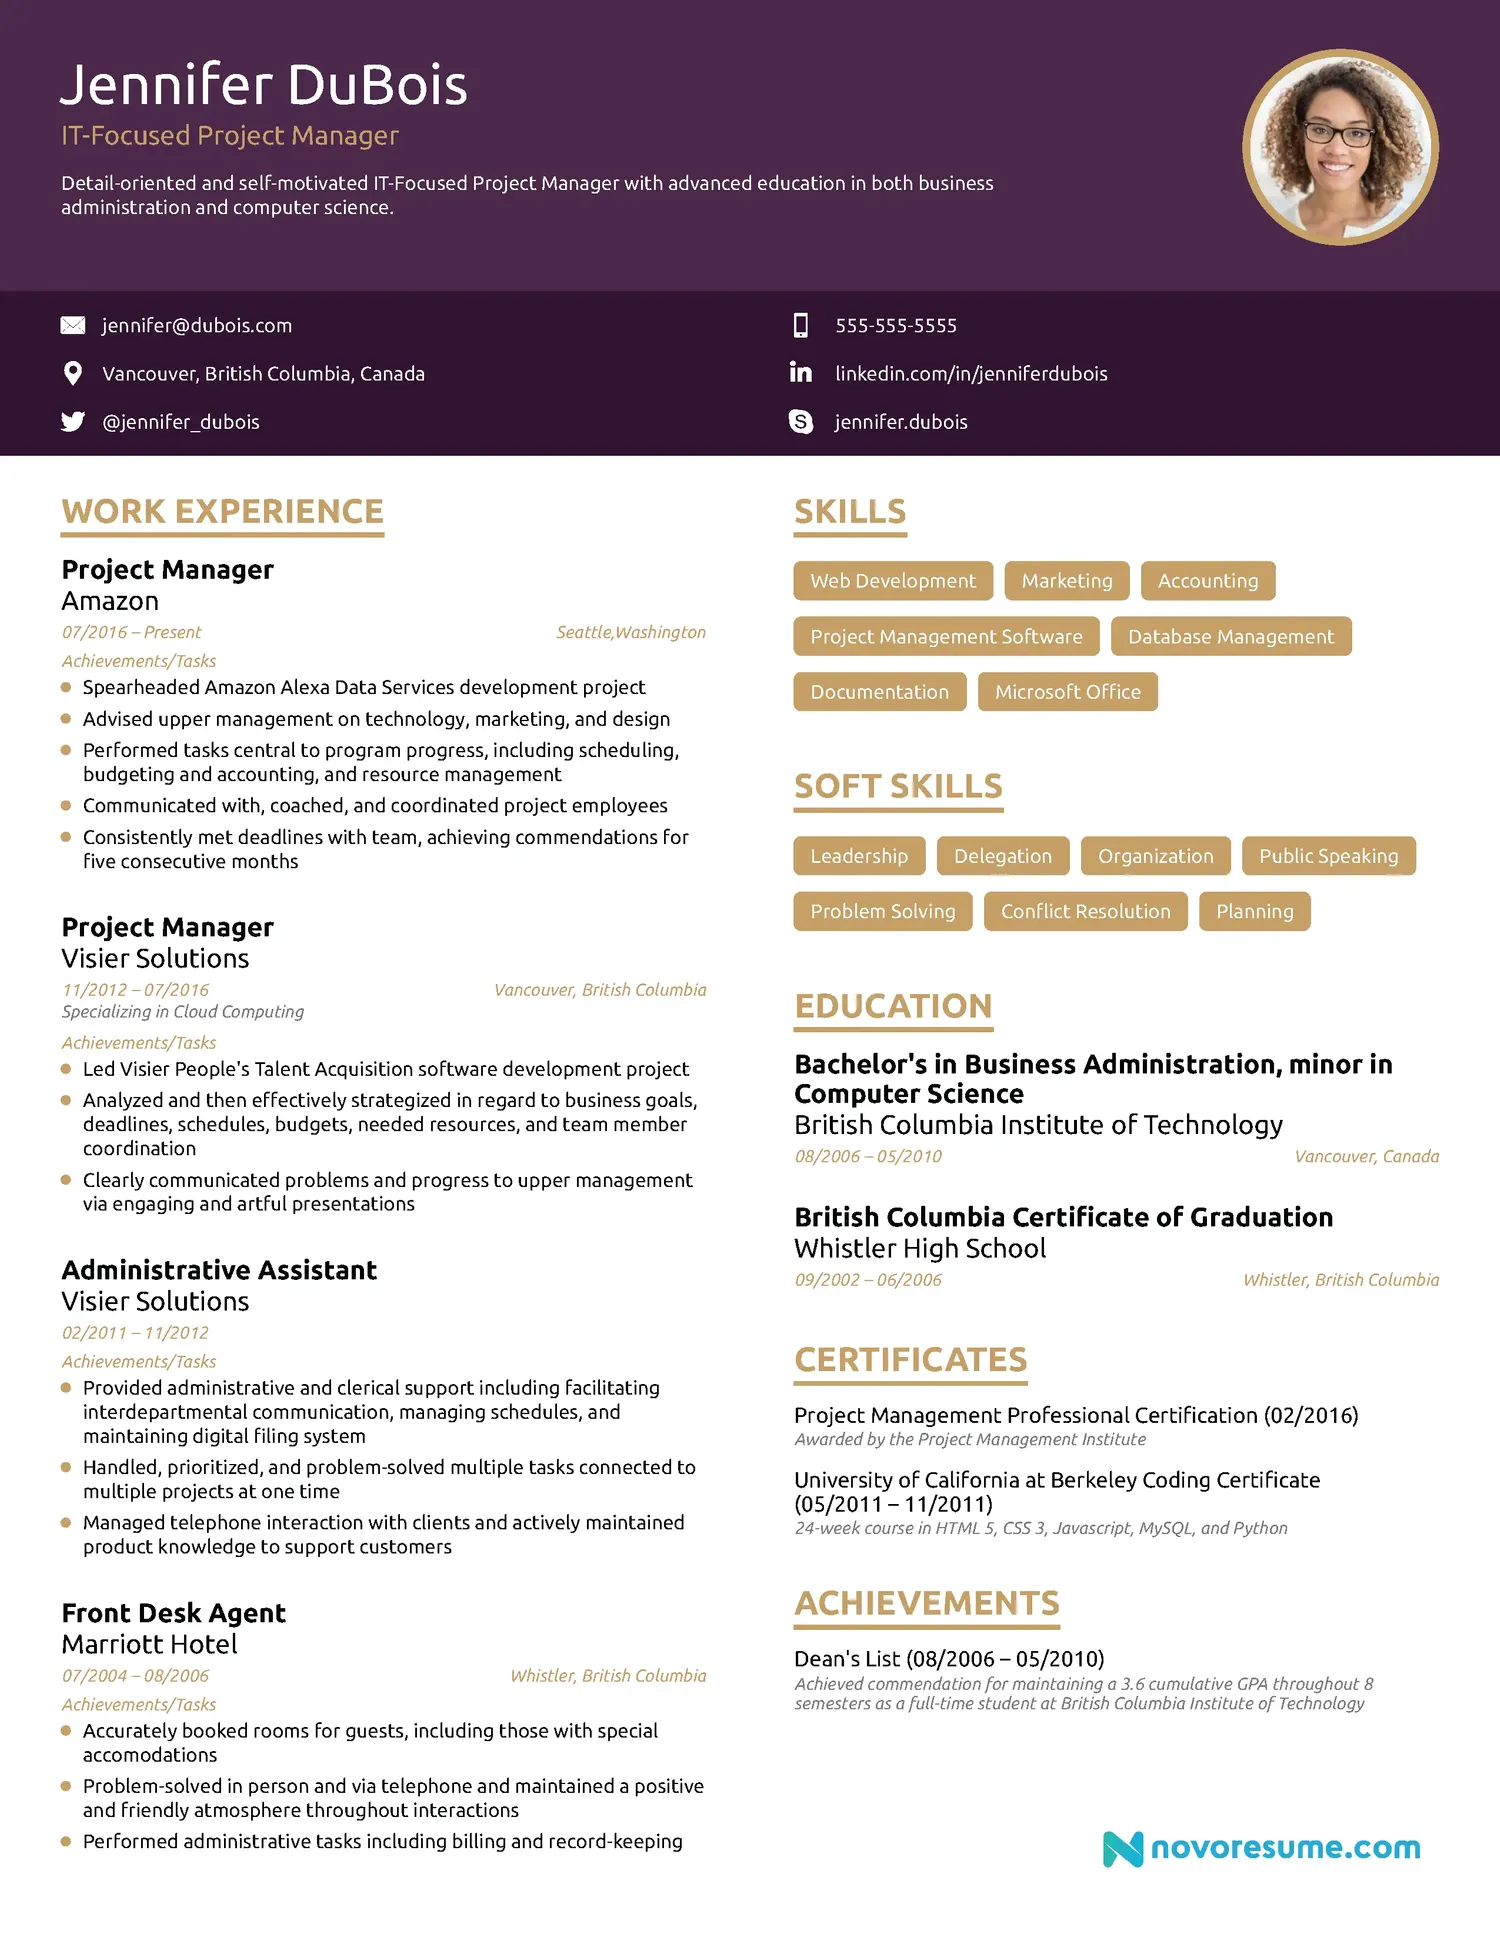 Jennifer DuBois
IT-Focused Project Manager
Detail-oriented and self-motivated IT-Focused Project Manager with advanced education in both business
administration and computer science.
jennifer@dubois.com
555-555-5555
Vancouver, British Columbia, Canada
linkedin.com/in/jenniferdubois
@jennifer_dubois
jennifer.dubois
WORK EXPERIENCE
Project Manager
Amazon
07/2016 – Present
Seattle,Washington
Achievements/Tasks
Spearheaded Amazon Alexa Data Services development project
Advised upper management on technology, marketing, and design
Performed tasks central to program progress, including scheduling,
budgeting and accounting, and resource management
Communicated with, coached, and coordinated project employees
Consistently met deadlines with team, achieving commendations for
five consecutive months
Project Manager
Visier Solutions
11/2012 – 07/2016
Vancouver, British Columbia
Specializing in Cloud Computing
Achievements/Tasks
Led Visier People's Talent Acquisition software development project
Analyzed and then effectively strategized in regard to business goals,
deadlines, schedules, budgets, needed resources, and team member
coordination
Clearly communicated problems and progress to upper management
via engaging and artful presentations
Administrative Assistant
Visier Solutions
02/2011 – 11/2012
Achievements/Tasks
Provided administrative and clerical support including facilitating
interdepartmental communication, managing schedules, and
maintaining digital filing system
Handled, prioritized, and problem-solved multiple tasks connected to
multiple projects at one time
Managed telephone interaction with clients and actively maintained
product knowledge to support customers
Front Desk Agent
Marriott Hotel
07/2004 – 08/2006
Whistler, British Columbia
Achievements/Tasks
Accurately booked rooms for guests, including those with special
accomodations
Problem-solved in person and via telephone and maintained a positive
and friendly atmosphere throughout interactions
Performed administrative tasks including billing and record-keeping
SKILLS
Web Development
Marketing
Accounting
Project Management Software
Database Management
Documentation
Microsoft Office
SOFT SKILLS
Leadership
Delegation
Organization
Public Speaking
Problem Solving
Conflict Resolution
Planning
EDUCATION
Bachelor's in Business Administration, minor in
Computer Science
British Columbia Institute of Technology
08/2006 – 05/2010
Vancouver, Canada
British Columbia Certificate of Graduation
Whistler High School
09/2002 – 06/2006
Whistler, British Columbia
CERTIFICATES
Project Management Professional Certification (02/2016)
Awarded by the Project Management Institute
University of California at Berkeley Coding Certificate
(05/2011 – 11/2011)
24-week course in HTML 5, CSS 3, Javascript, MySQL, and Python
ACHIEVEMENTS
Dean's List (08/2006 – 05/2010)
Achieved commendation for maintaining a 3.6 cumulative GPA throughout 8
semesters as a full-time student at British Columbia Institute of Technology
novoresume.com